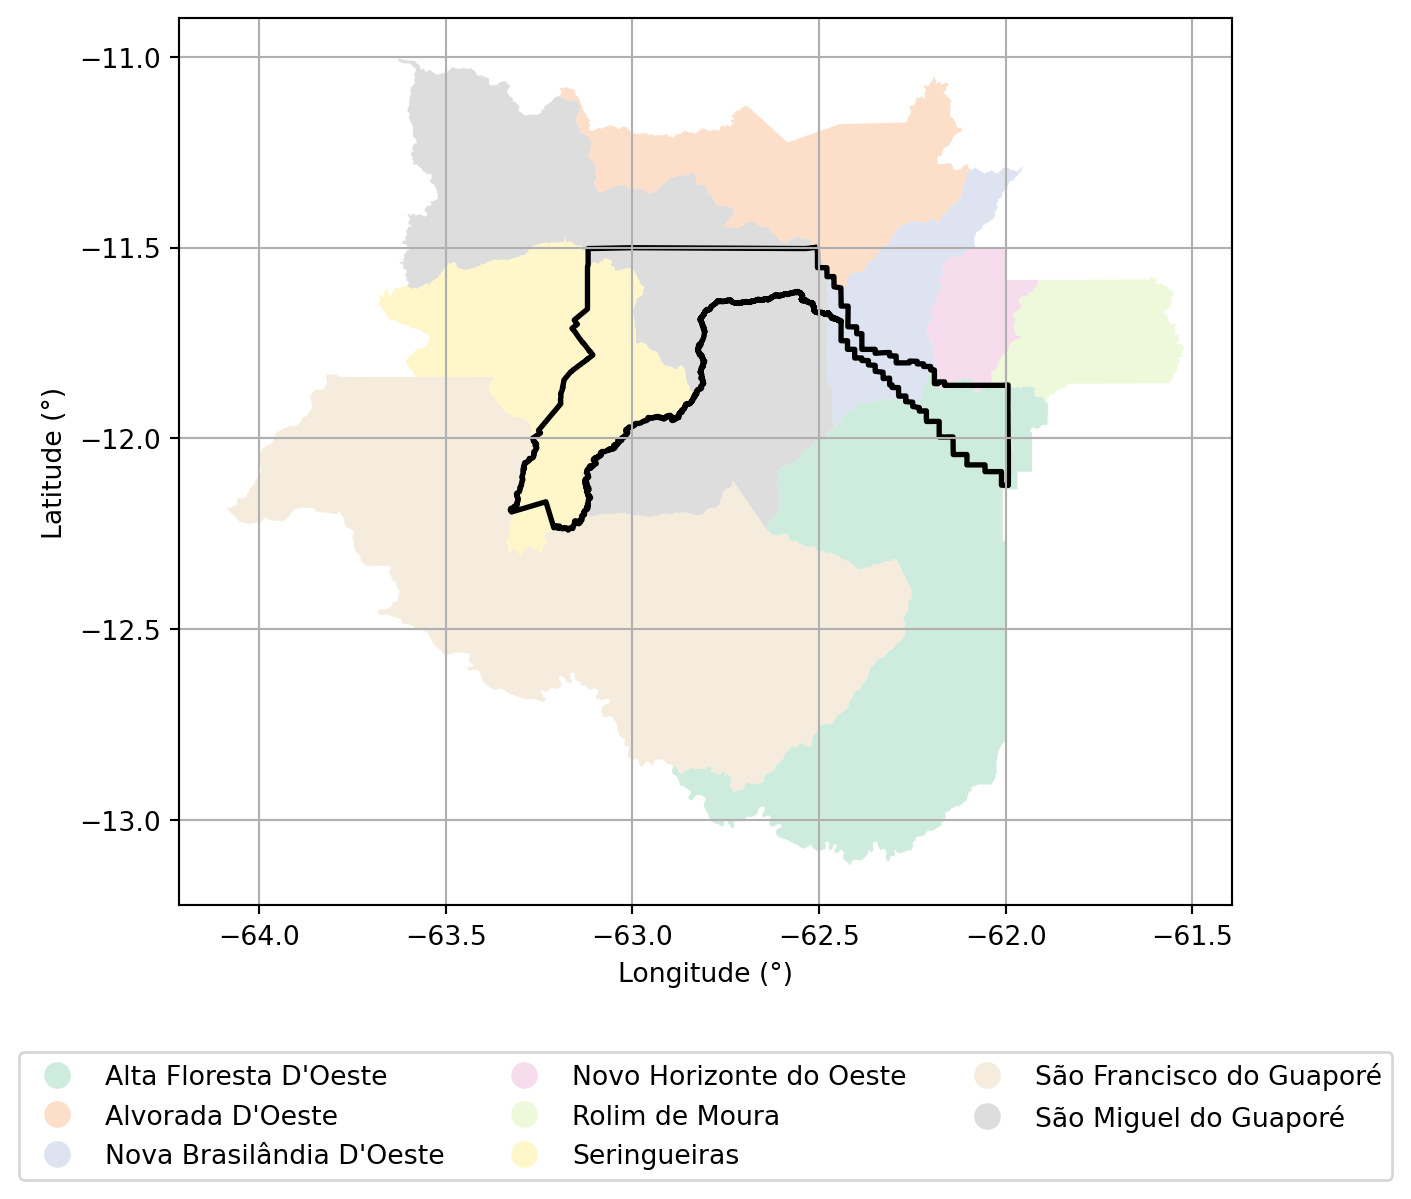 −11.0
−11.5
−12.0
−12.5
−13.0
Latitude (°)
−64.0 −63.5 −63.0 −62.5 −62.0 −61.5
Longitude (°)
Alta Floresta D'Oeste Novo Horizonte do Oeste São Francisco do Guaporé
Alvorada D'Oeste Rolim de Moura São Miguel do Guaporé
Nova Brasilândia D'Oeste Seringueiras